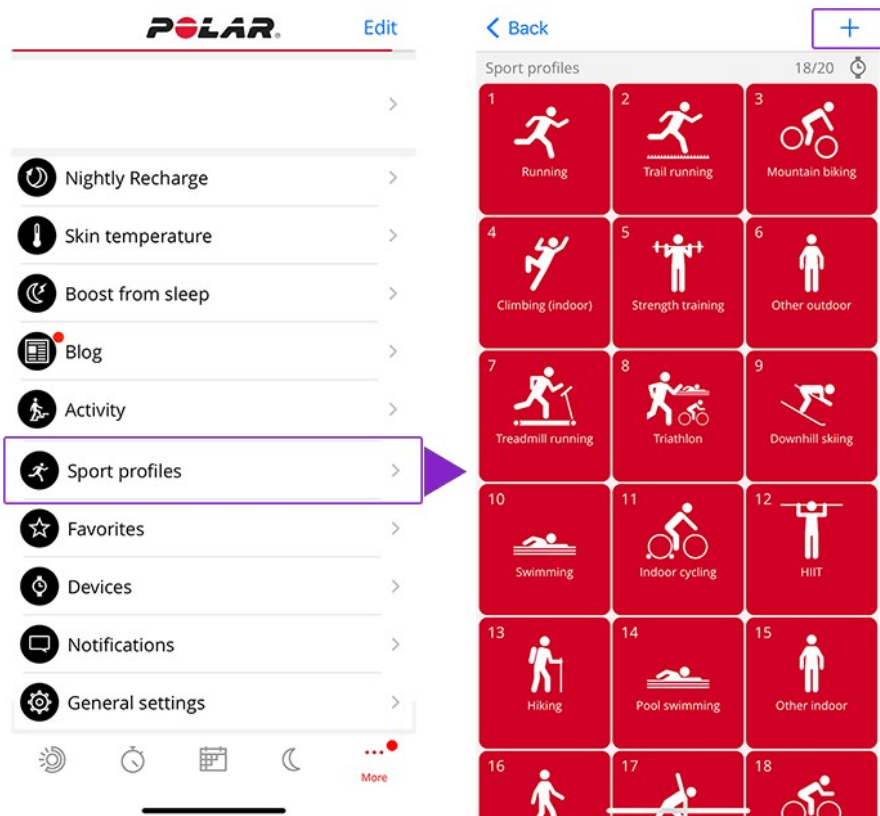 POLAR.
Edit
Nightly Recharge
Skin temperature
Boost from sleep
Blog
Activity
Sport profiles
Favorites
Devices
Notifications
General settings
More
Back
+
Sport profiles 18/20
1 2 3
Running Trail running Mountain biking
4 5 6
Climbing (indoor) Strength training Other outdoor
7 8 9
Treadmill running Triathlon Downhill skiing
10 11 12
Swimming Indoor cycling HIIT
13 14 15
Hiking Pool swimming Other indoor
16 17 18